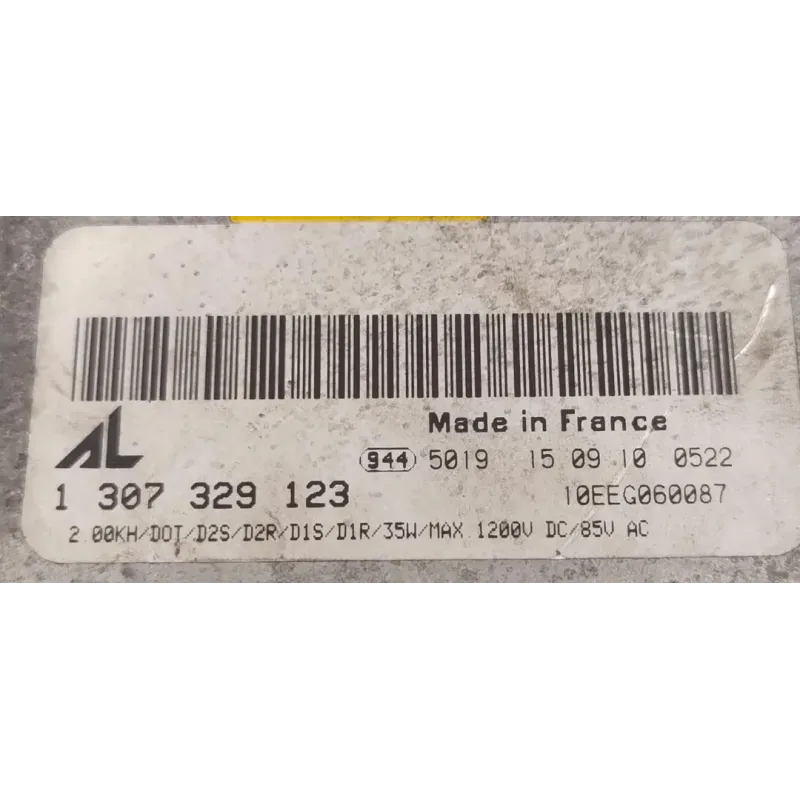 Made in France
AL 944 5019 15 09 10 0522
1 307 329 123 10EEG060087
2.00KH/DOT/D2S/D2R/D1S/D1R/35W/MAX 1200V DC/85V AC